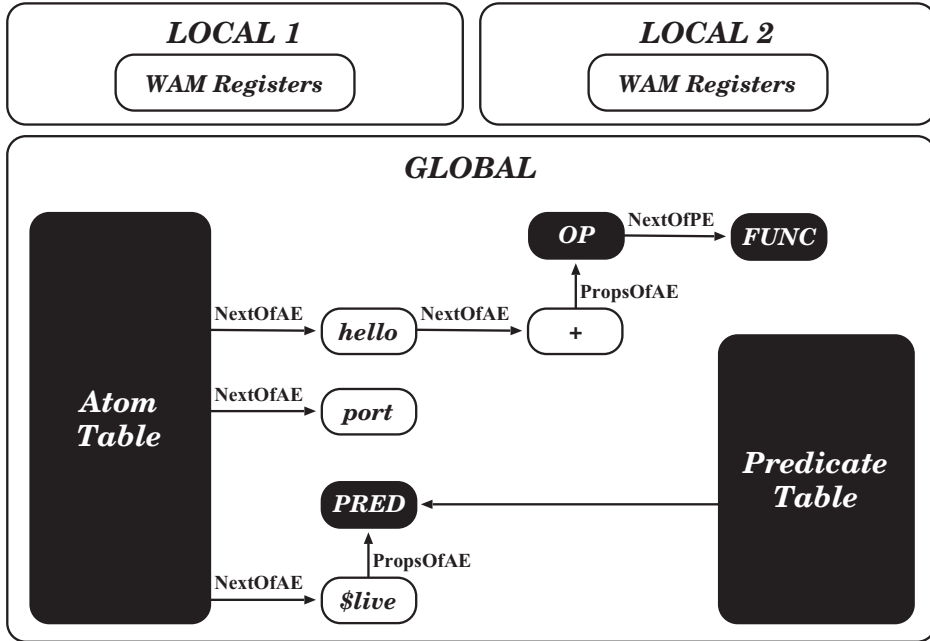 LOCAL 1
WAM Registers
LOCAL 2
WAM Registers
GLOBAL
OP
NextOfPE
FUNC
PropsOfAE
NextOfAE
hello
NextOfAE
+
Atom
Table
NextOfAE
port
Predicate
Table
PRED
PropsOfAE
NextOfAE
$live